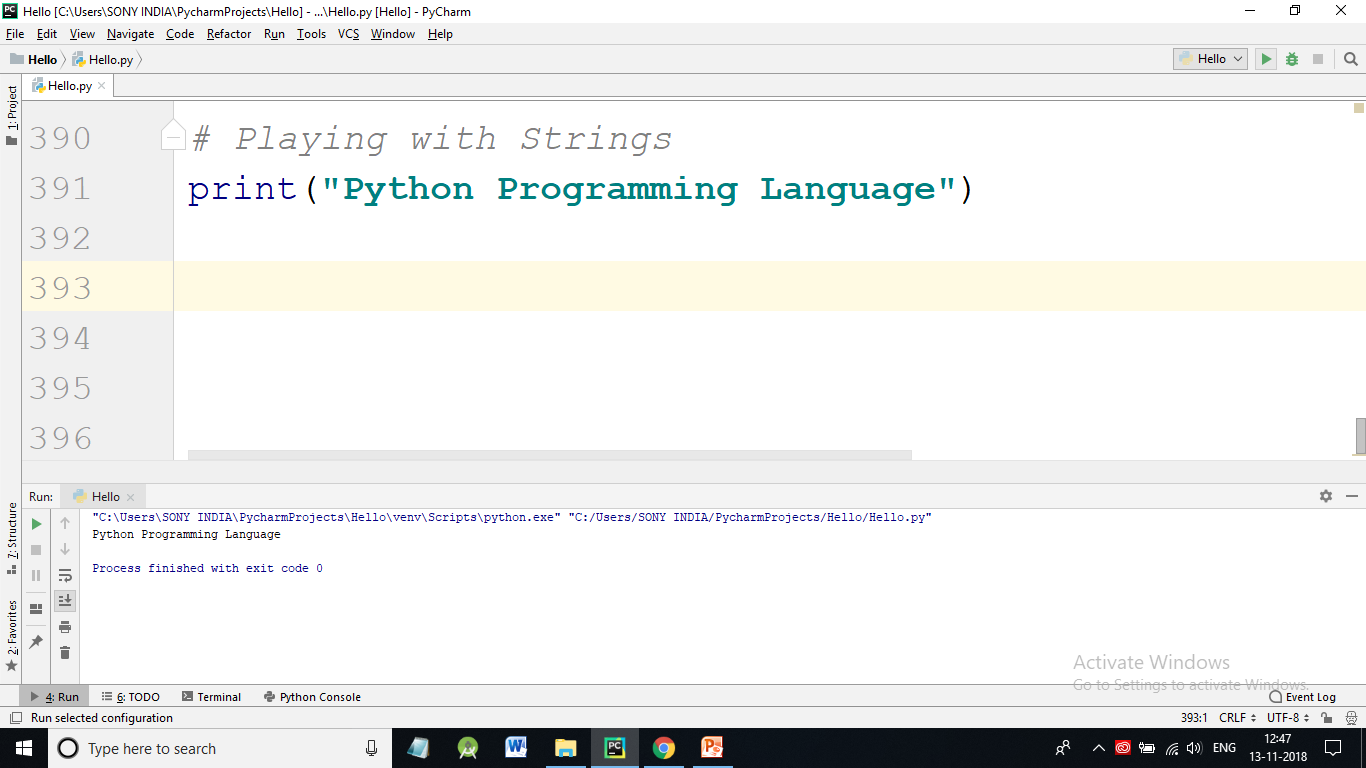 Hello [C:\Users\SONY INDIA\PycharmProjects\Hello] - ...\Hello.py [Hello] - PyCharm
File Edit View Navigate Code Refactor Run Tools VCS Window Help
Hello Hello.py Hello
1: Project
Hello.py
390 # Playing with Strings
391 print("Python Programming Language")
392
393
394
395
396
Run: Hello
7: Structure
2: Favorites
"C:\Users\SONY INDIA\PycharmProjects\Hello\venv\Scripts\python.exe" "C:/Users/SONY INDIA/PycharmProjects/Hello/Hello.py"
Python Programming Language
Process finished with exit code 0
Activate Windows
Go to Settings to activate Windows.
4: Run 6: TODO Terminal Python Console Event Log
Run selected configuration 393:1 CRLF UTF-8
Type here to search ENG 12:47
13-11-2018